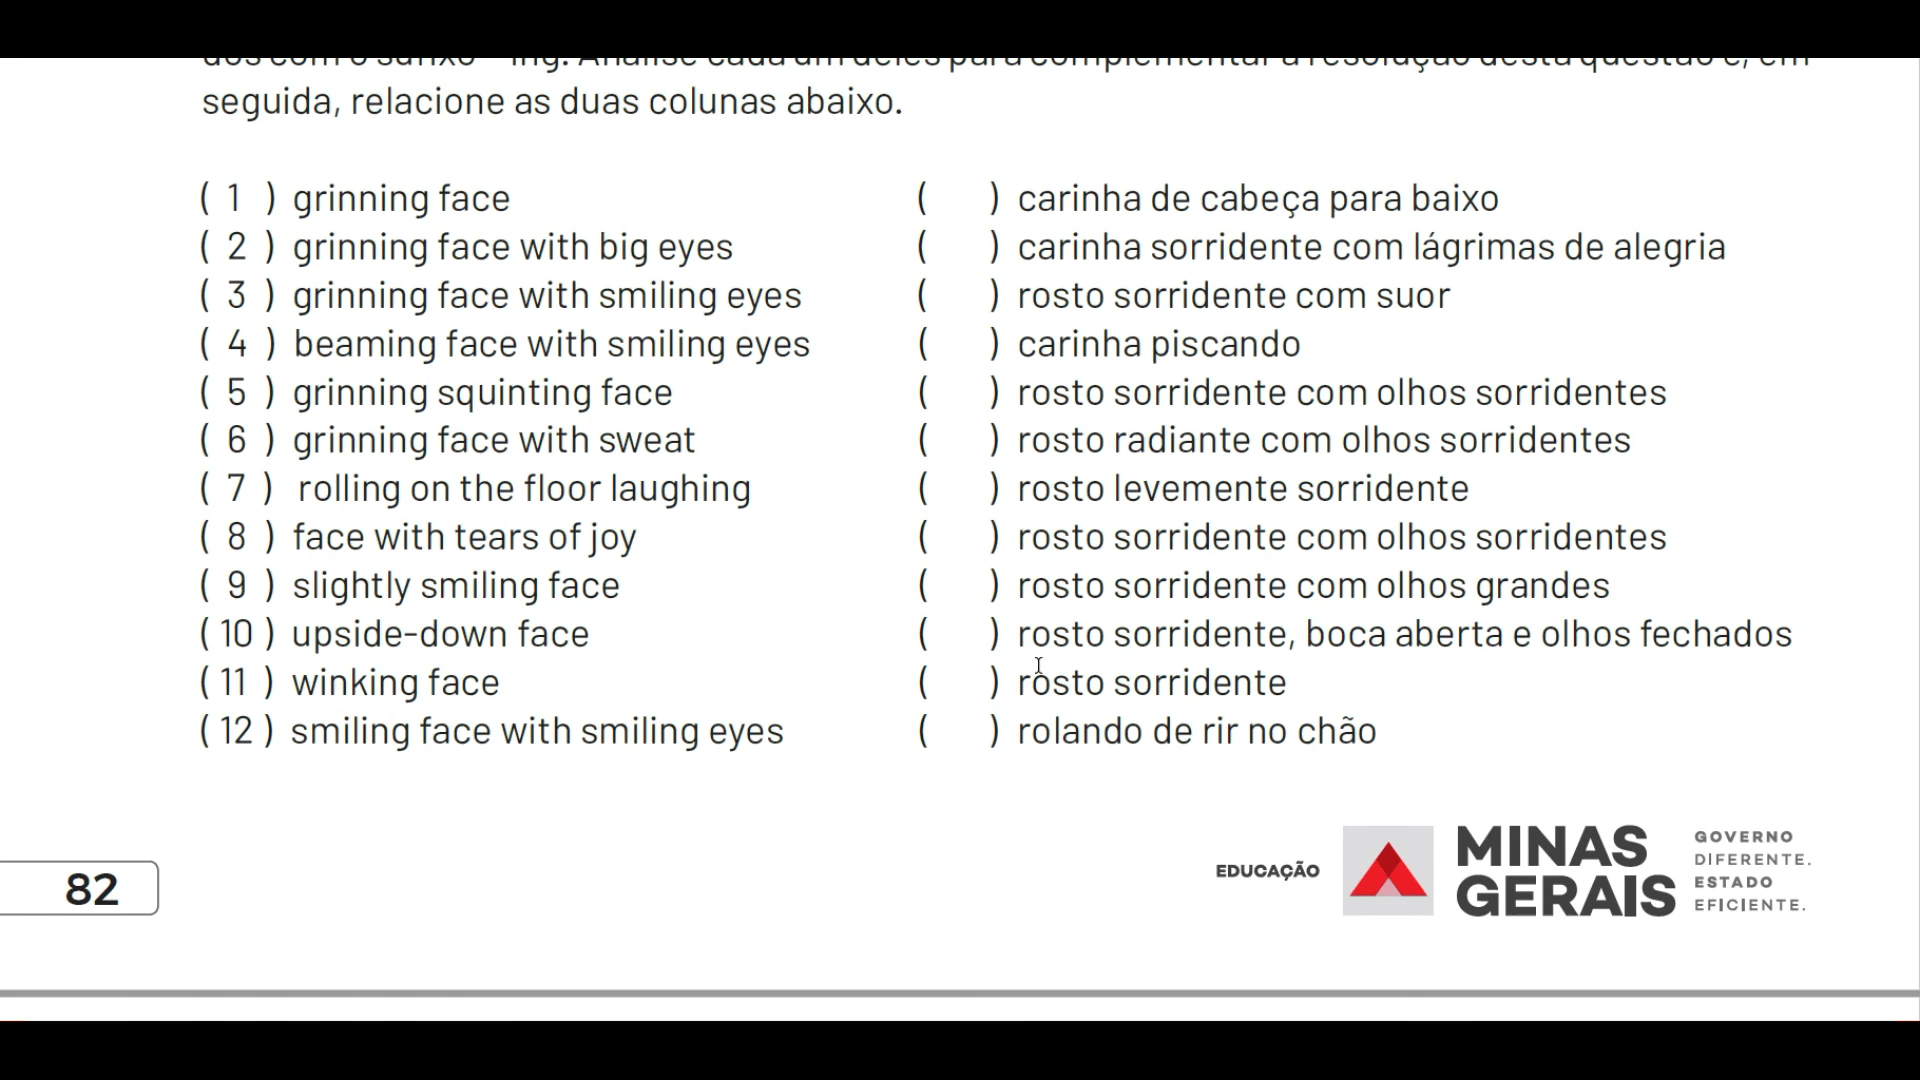 seguida, relacione as duas colunas abaixo.
( 1 ) grinning face
( 2 ) grinning face with big eyes
( 3 ) grinning face with smiling eyes
( 4 ) beaming face with smiling eyes
( 5 ) grinning squinting face
( 6 ) grinning face with sweat
( 7 ) rolling on the floor laughing
( 8 ) face with tears of joy
( 9 ) slightly smiling face
( 10 ) upside-down face
( 11 ) winking face
( 12 ) smiling face with smiling eyes
( ) carinha de cabeça para baixo
( ) carinha sorridente com lágrimas de alegria
( ) rosto sorridente com suor
( ) carinha piscando
( ) rosto sorridente com olhos sorridentes
( ) rosto radiante com olhos sorridentes
( ) rosto levemente sorridente
( ) rosto sorridente com olhos sorridentes
( ) rosto sorridente com olhos grandes
( ) rosto sorridente, boca aberta e olhos fechados
( ) rosto sorridente
( ) rolando de rir no chão
82
EDUCAÇÃO
MINAS
GERAIS
GOVERNO
DIFERENTE.
ESTADO
EFICIENTE.